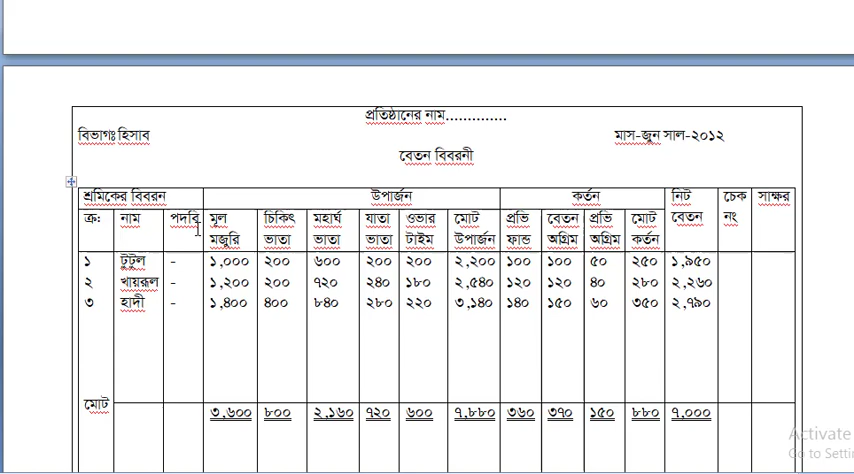 প্রতিষ্ঠানের নাম..............
বিভাগঃ হিসাব মাস-জুন সাল-২০১২
বেতন বিবরনী
শ্রমিকের বিবরন উপার্জন কর্তন নিট বেতন চেক নং সাক্ষর
ক্র: নাম পদবি মূল মজুরি চিকিৎ ভাতা মহার্ঘ ভাতা যাতা ভাতা ওভার টাইম মোট উপার্জন প্রভি ফান্ড বেতন অগ্রিম প্রভি অগ্রিম মোট কর্তন
১ টুটুল - ১,০০০ ২০০ ৬০০ ২০০ ২০০ ২,২০০ ১০০ ১০০ ৫০ ২৫০ ১,৯৫০
২ খায়রূল - ১,২০০ ২০০ ৭২০ ২৪০ ১৮০ ২,৫৪০ ১২০ ১২০ ৪০ ২৮০ ২,২৬০
৩ হাদী - ১,৪০০ ৪০০ ৮৪০ ২৮০ ২২০ ৩,১৪০ ১৪০ ১৫০ ৬০ ৩৫০ ২,৭৯০
মোট ৩,৬০০ ৮০০ ২,১৬০ ৭২০ ৬০০ ৭,৮৮০ ৩৬০ ৩৭০ ১৫০ ৮৮০ ৭,০০০
Activate
Go to Setti